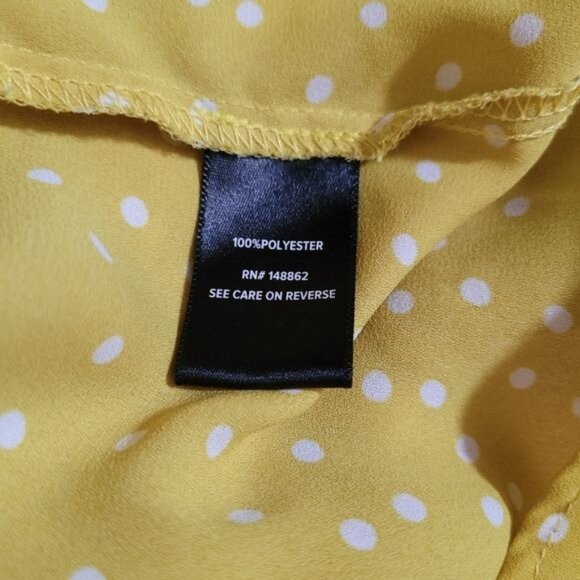 100%POLYESTER
RN# 148862
SEE CARE ON REVERSE